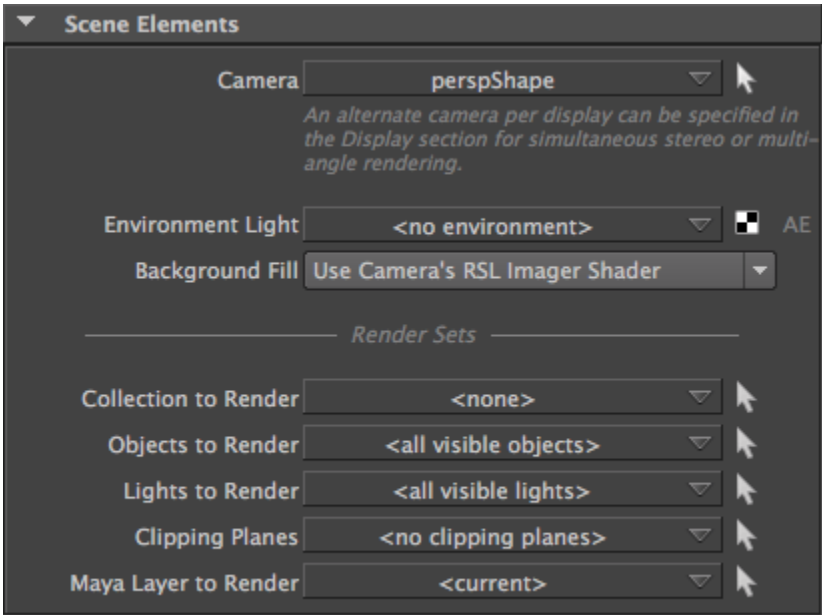 Scene Elements
Camera perspShape
An alternate camera per display can be specified in
the Display section for simultaneous stereo or multi-
angle rendering.
Environment Light <no environment> AE
Background Fill Use Camera's RSL Imager Shader
Render Sets
Collection to Render <none>
Objects to Render <all visible objects>
Lights to Render <all visible lights>
Clipping Planes <no clipping planes>
Maya Layer to Render <current>